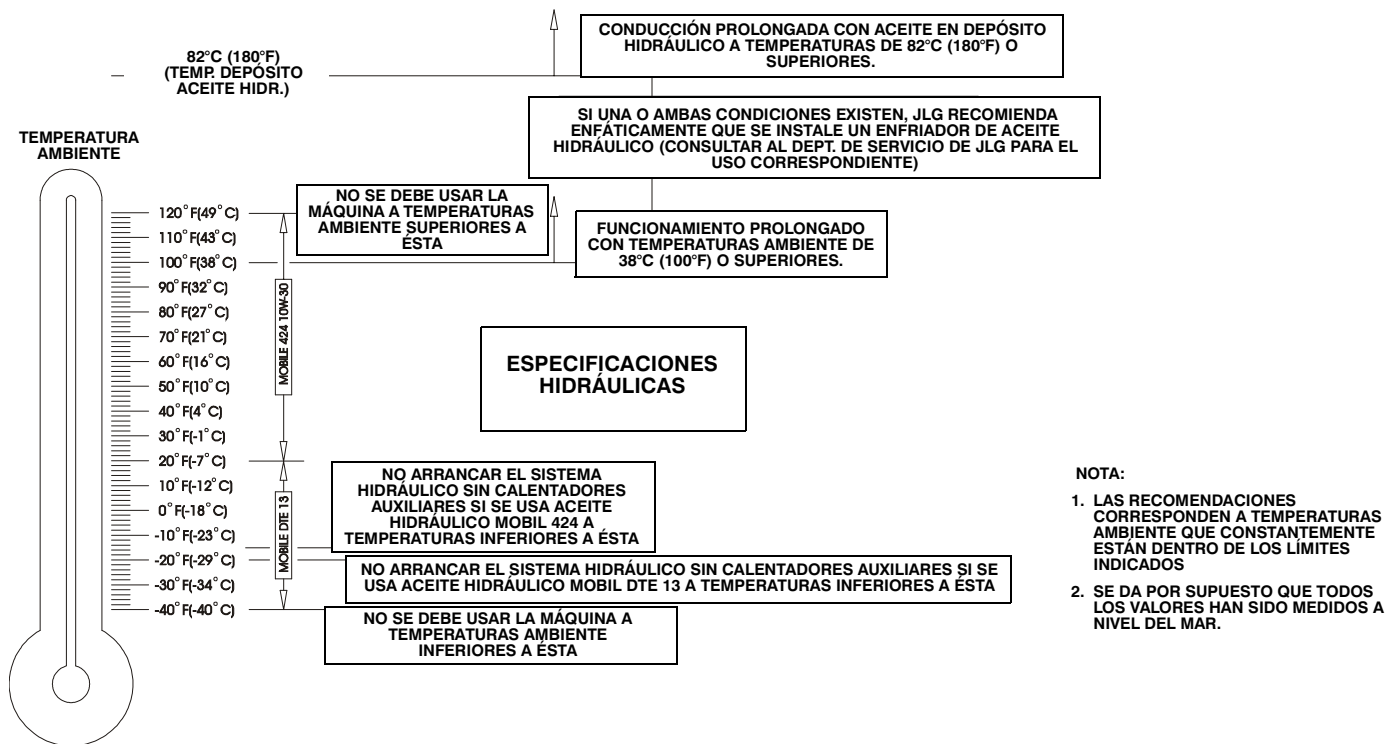 82°C (180°F)
(TEMP. DEPÓSITO
ACEITE HIDR.)
CONDUCCIÓN PROLONGADA CON ACEITE EN DEPÓSITO
HIDRÁULICO A TEMPERATURAS DE 82°C (180°F) O
SUPERIORES.
SI UNA O AMBAS CONDICIONES EXISTEN, JLG RECOMIENDA
ENFÁTICAMENTE QUE SE INSTALE UN ENFRIADOR DE ACEITE
HIDRÁULICO (CONSULTAR AL DEPT. DE SERVICIO DE JLG PARA EL
USO CORRESPONDIENTE)
TEMPERATURA
AMBIENTE
NO SE DEBE USAR LA
MÁQUINA A TEMPERATURAS
AMBIENTE SUPERIORES A
ÉSTA
FUNCIONAMIENTO PROLONGADO
CON TEMPERATURAS AMBIENTE DE
38°C (100°F) O SUPERIORES.
120°F(49°C)
110°F(43°C)
100°F(38°C)
90°F(32°C)
80°F(27°C)
70°F(21°C)
60°F(16°C)
50°F(10°C)
40°F(4°C)
30°F(-1°C)
20°F(-7°C)
10°F(-12°C)
0°F(-18°C)
-10°F(-23°C)
-20°F(-29°C)
-30°F(-34°C)
-40°F(-40°C)
MOBILE 424 10W-30
MOBILE DTE 13
ESPECIFICACIONES
HIDRÁULICAS
NO ARRANCAR EL SISTEMA
HIDRÁULICO SIN CALENTADORES
AUXILIARES SI SE USA ACEITE
HIDRÁULICO MOBIL 424 A
TEMPERATURAS INFERIORES A ÉSTA
NO ARRANCAR EL SISTEMA HIDRÁULICO SIN CALENTADORES AUXILIARES SI SE
USA ACEITE HIDRÁULICO MOBIL DTE 13 A TEMPERATURAS INFERIORES A ÉSTA
NO SE DEBE USAR LA MÁQUINA A
TEMPERATURAS AMBIENTE
INFERIORES A ÉSTA
NOTA:
1. LAS RECOMENDACIONES
CORRESPONDEN A TEMPERATURAS
AMBIENTE QUE CONSTANTEMENTE
ESTÁN DENTRO DE LOS LÍMITES
INDICADOS
2. SE DA POR SUPUESTO QUE TODOS
LOS VALORES HAN SIDO MEDIDOS A
NIVEL DEL MAR.